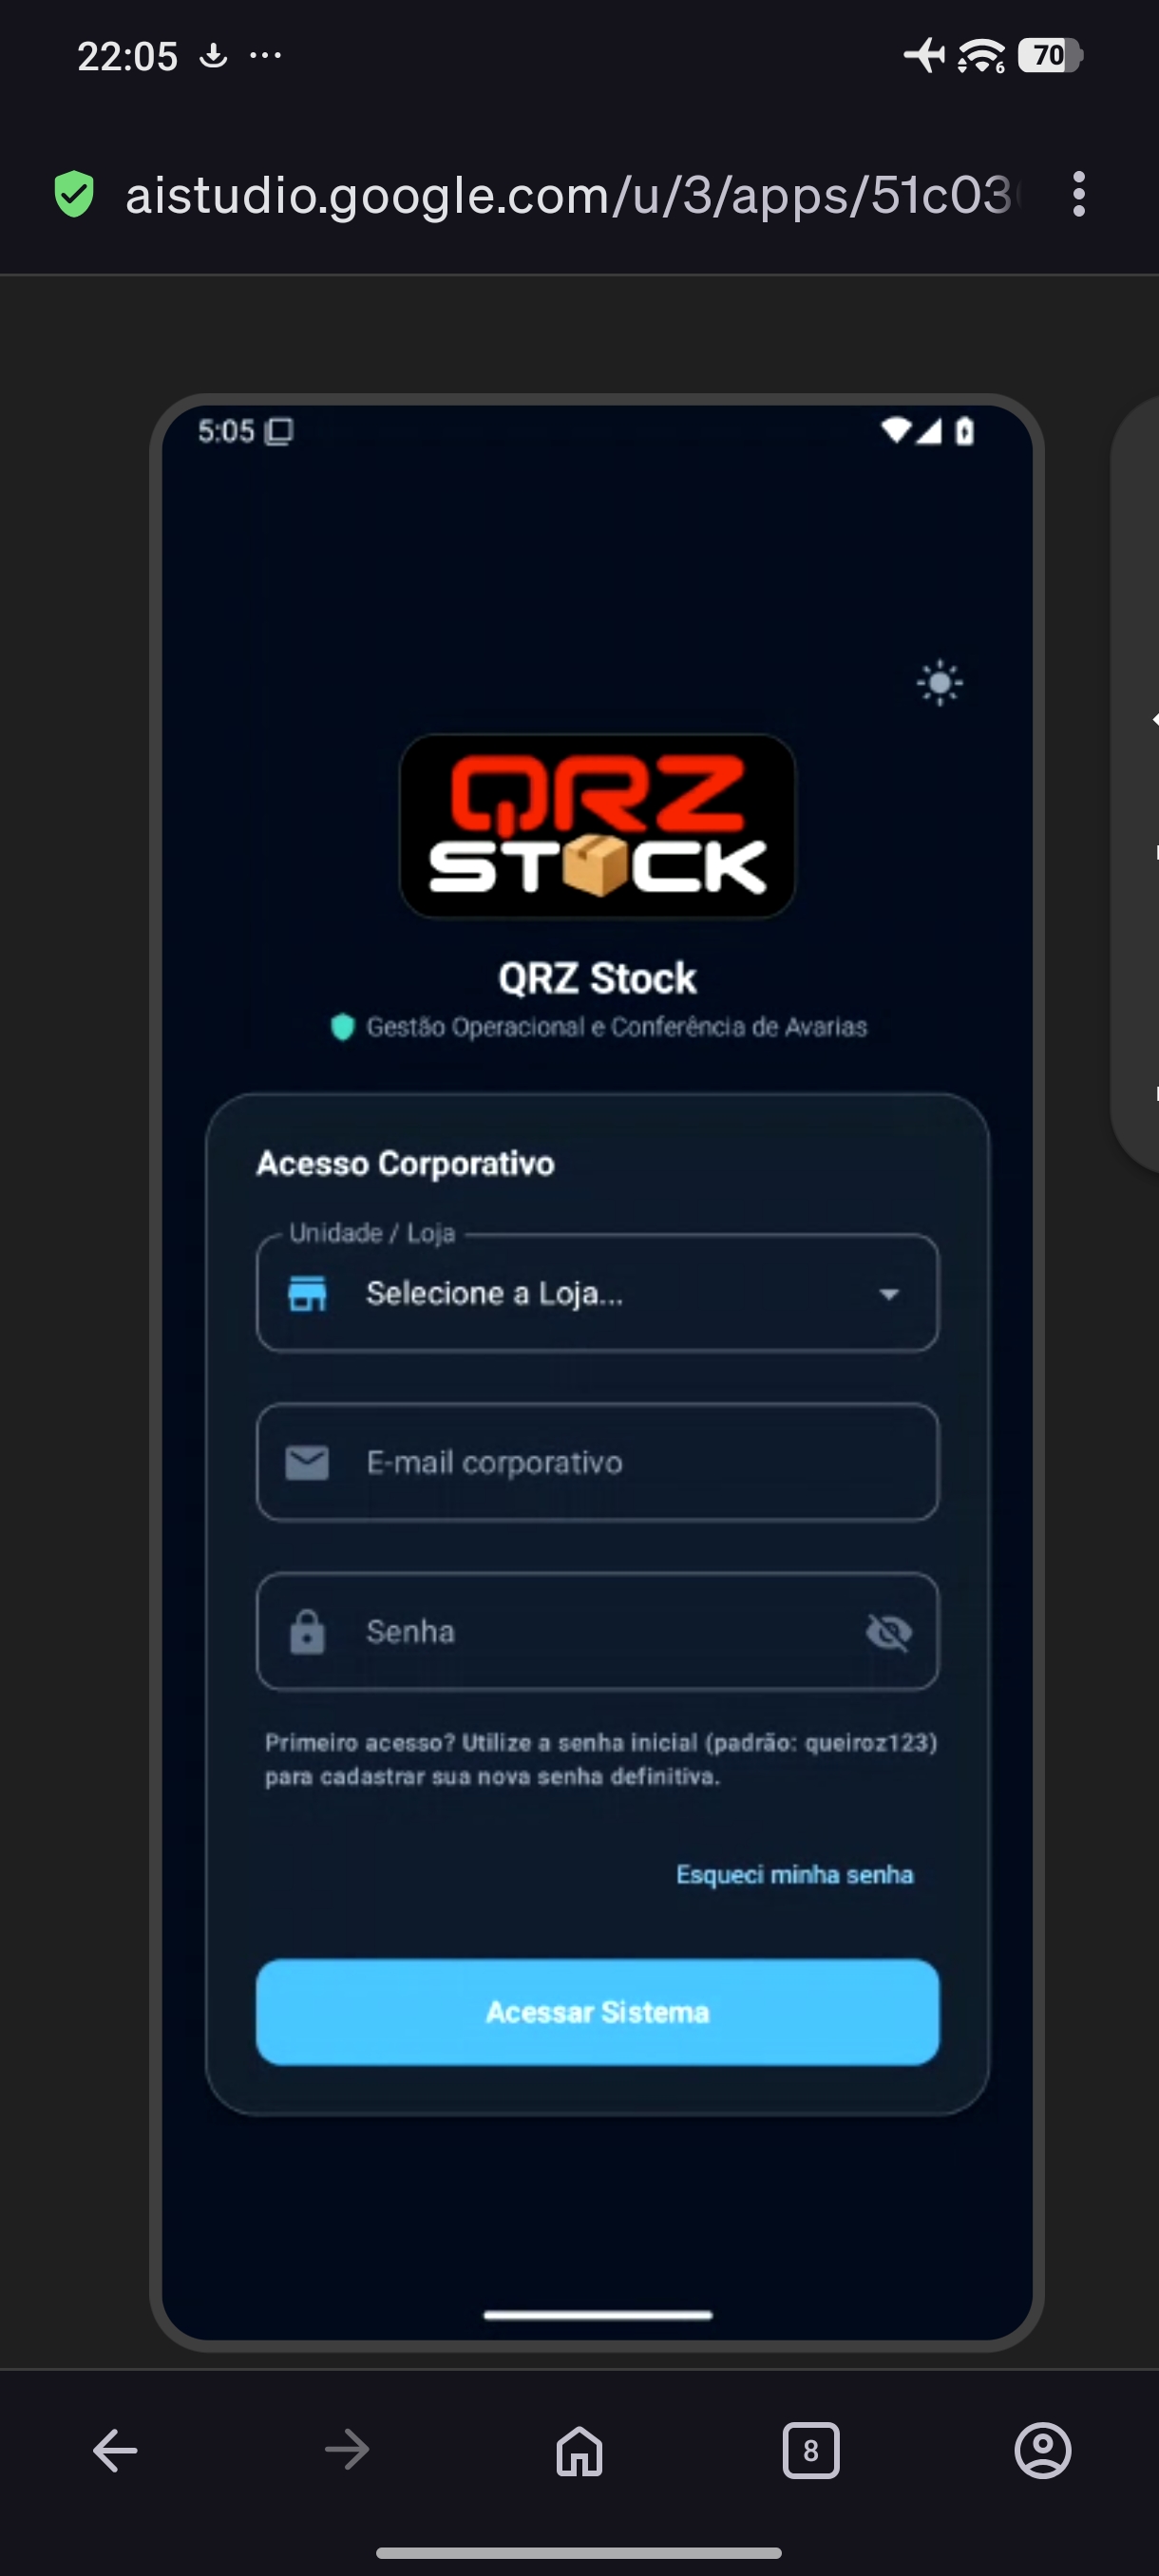 22:05
70
6
aistudio.google.com/u/3/apps/51c03
5:05
QRZ
STOCK
QRZ Stock
Gestão Operacional e Conferência de Avarias
Acesso Corporativo
Unidade / Loja
Selecione a Loja...
E-mail corporativo
Senha
Primeiro acesso? Utilize a senha inicial (padrão: queiroz123)
para cadastrar sua nova senha definitiva.
Esqueci minha senha
Acessar Sistema
8